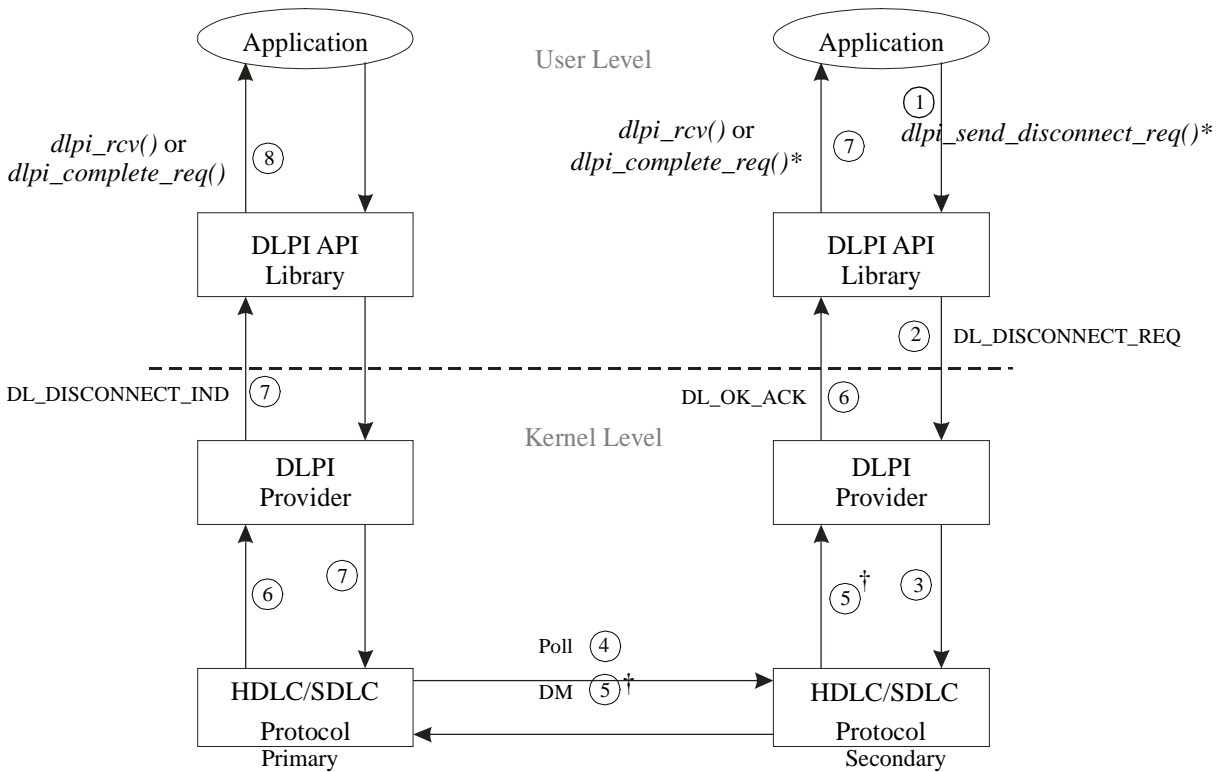 Application
Application
User Level
1
dlpi_rcv() or
dlpi_complete_req()
8
dlpi_rcv() or
dlpi_complete_req()*
7
dlpi_send_disconnect_req()*
DLPI API
Library
DLPI API
Library
2
DL_DISCONNECT_REQ
DL_DISCONNECT_IND
7
DL_OK_ACK
6
Kernel Level
DLPI
Provider
DLPI
Provider
6
7
5†
3
Poll 4
DM 5†
HDLC/SDLC
Protocol
Primary
HDLC/SDLC
Protocol
Secondary